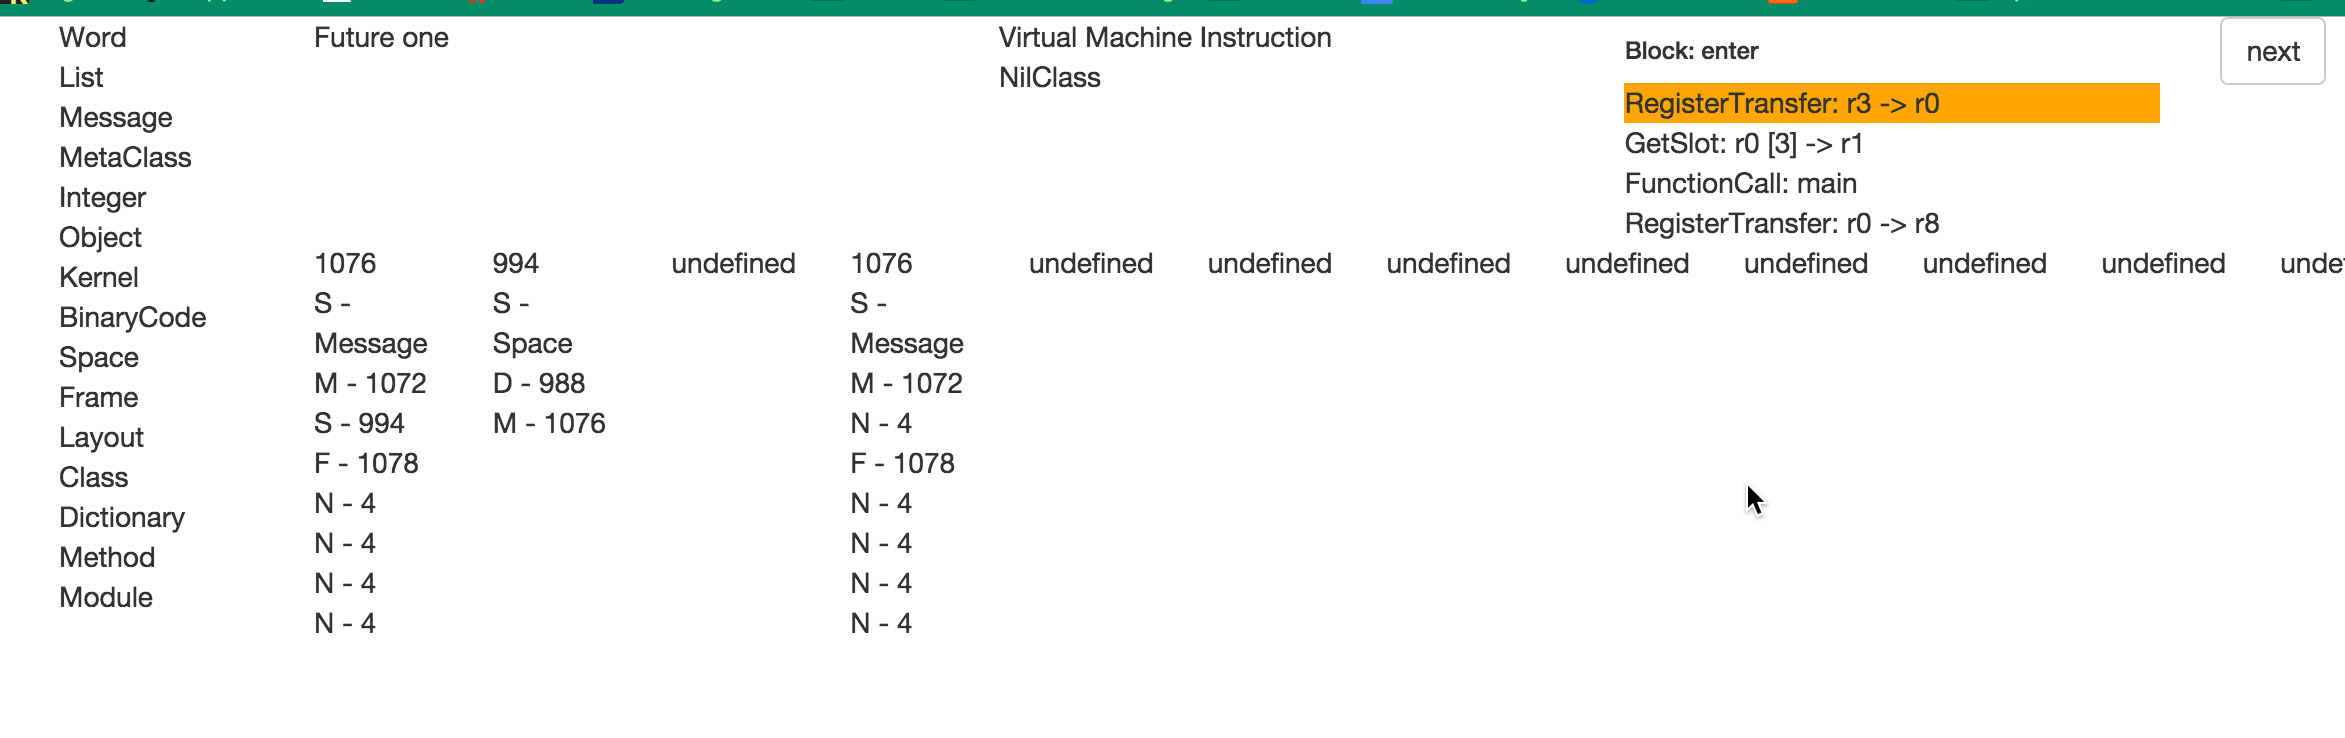 Word
List
Message
MetaClass
Integer
Object
Kernel
BinaryCode
Space
Frame
Layout
Class
Dictionary
Method
Module
Future one
Virtual Machine Instruction
NilClass
Block: enter
RegisterTransfer: r3 -> r0
GetSlot: r0 [3] -> r1
FunctionCall: main
RegisterTransfer: r0 -> r8
next
1076
S -
Message
M - 1072
S - 994
F - 1078
N - 4
N - 4
N - 4
N - 4
994
S -
Space
D - 988
M - 1076
undefined
1076
S -
Message
M - 1072
N - 4
F - 1078
N - 4
N - 4
N - 4
N - 4
undefined
undefined
undefined
undefined
undefined
undefined
undefined